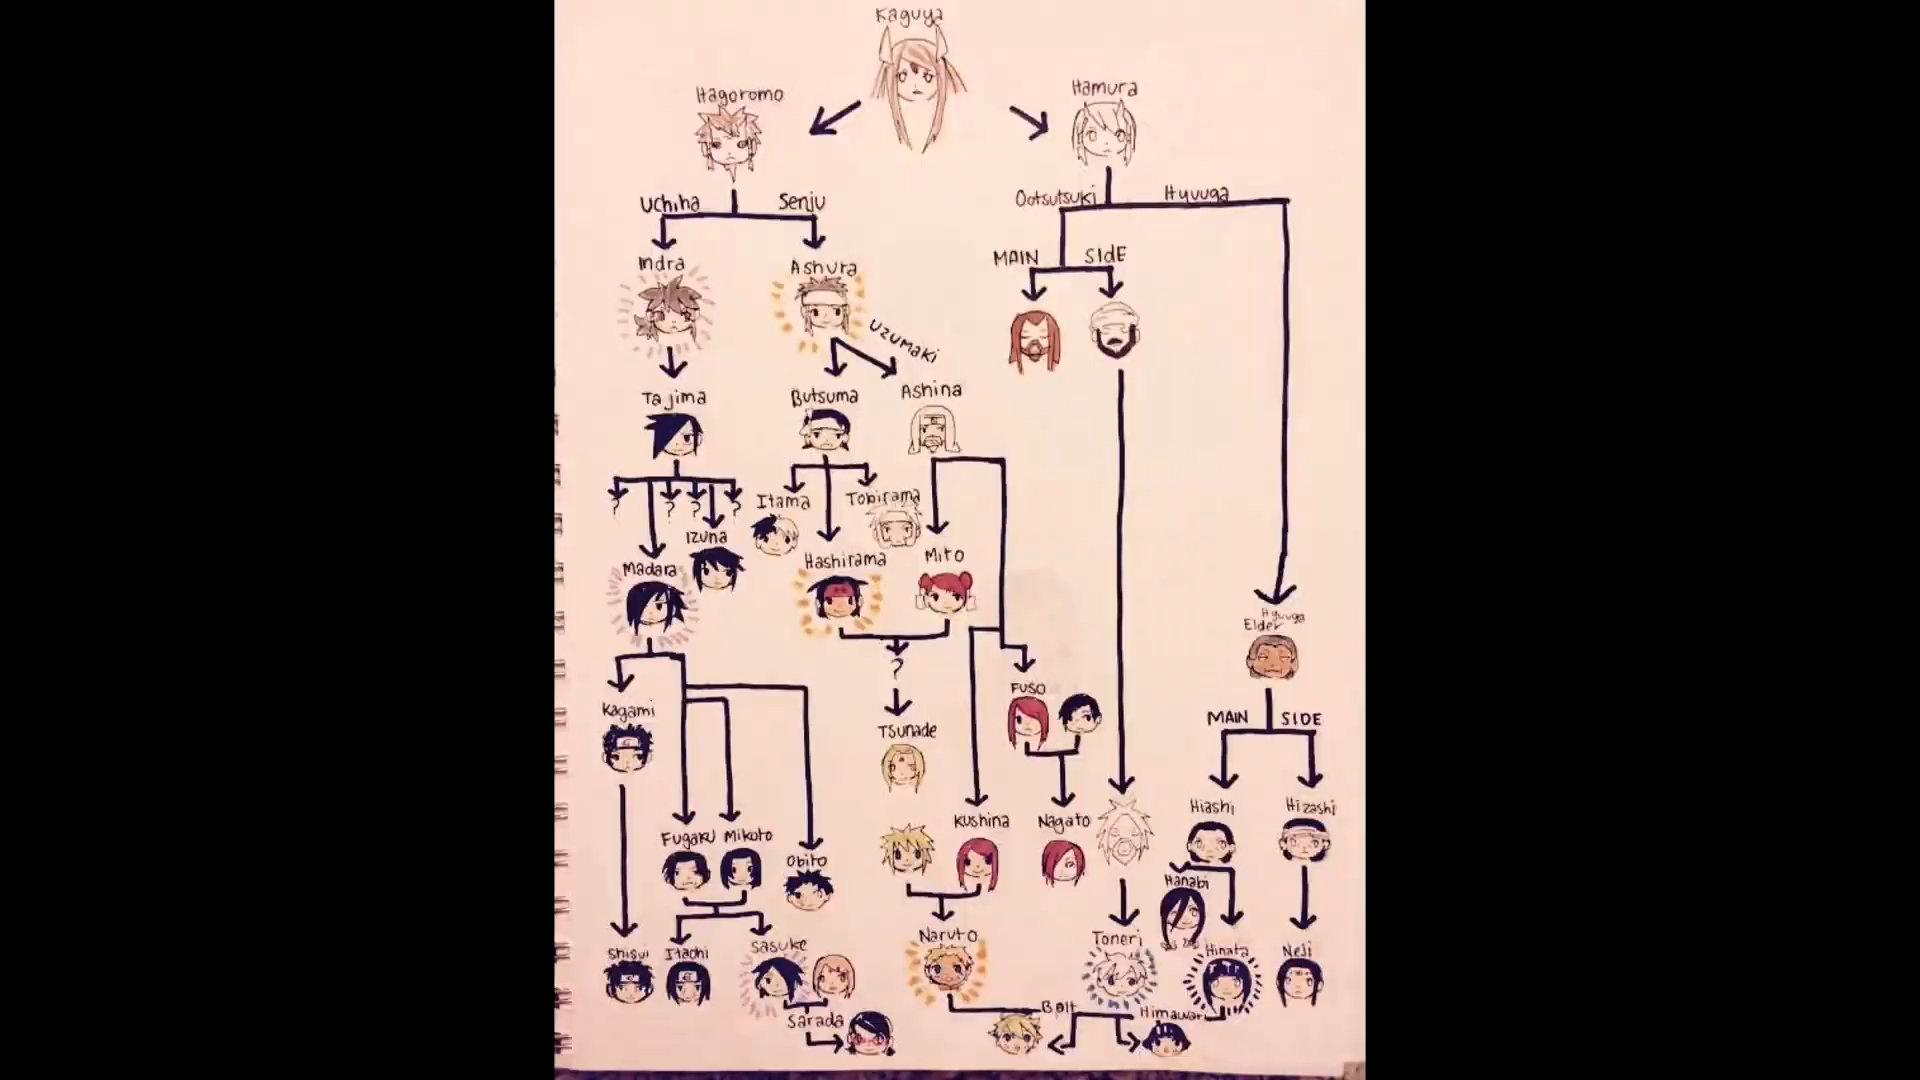 Kaguya
Hagoromo
Hamura
Uchiha
Senju
Ootsutsuki
Hyuuga
Indra
Ashura
MAIN
SIDE
UZUMAKI
Tajima
Butsuma
Ashina
? ? ? ?
Itama
Tobirama
Izuna
Madara
Hashirama
Mito
Hyuuga
Elder
?
Kagami
Fuso
Tsunade
MAIN
SIDE
Fugaku
Mikoto
Obito
Kushina
Nagato
Hiashi
Hizashi
Hanabi
Shisui
Itachi
Sasuke
Naruto
Toneri
Hinata
Neji
Sarada
Bolt
Himawari